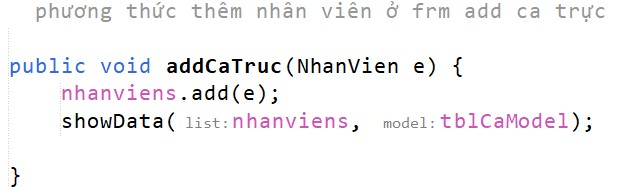 phương thức thêm nhân viên ở frm add ca trực
public void addCaTruc(NhanVien e) {
nhanviens.add(e);
showData( list: nhanviens, model: tblCaModel);
}